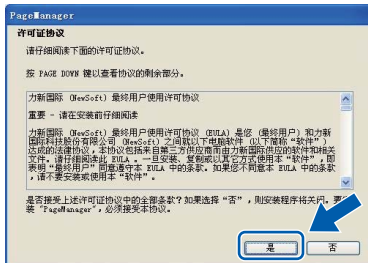 PageManager
许可证协议
请仔细阅读下面的许可证协议。
按 PAGE DOWN 键以查看协议的剩余部分。
力新国际 (NewSoft) 最终用户使用许可协议
重要 - 请在安装前仔细阅读
力新国际 (NewSoft) 最终用户使用许可协议 (EULA) 是您 (最终用户) 和力新
国际科技股份有限公司 (NewSoft) 之间就以下电脑软件 (以下简称“软件”)
达成的法律协议，本协议包括来自第三方供应商而由力新国际供应的软件和相关
文件。请仔细阅读此 EULA 。一旦安装、复制或以其它方式使用本“软件”，即
表明“最终用户”同意遵守本 EULA 中的条款。如果您不同意本 EULA 中的条款
，请不要安装或使用本“软件”。
是否接受上述许可证协议中的全部条款？如果选择“否”，则安装程序将关闭。要
装“PageManager”，必须接受本协议。
是
否